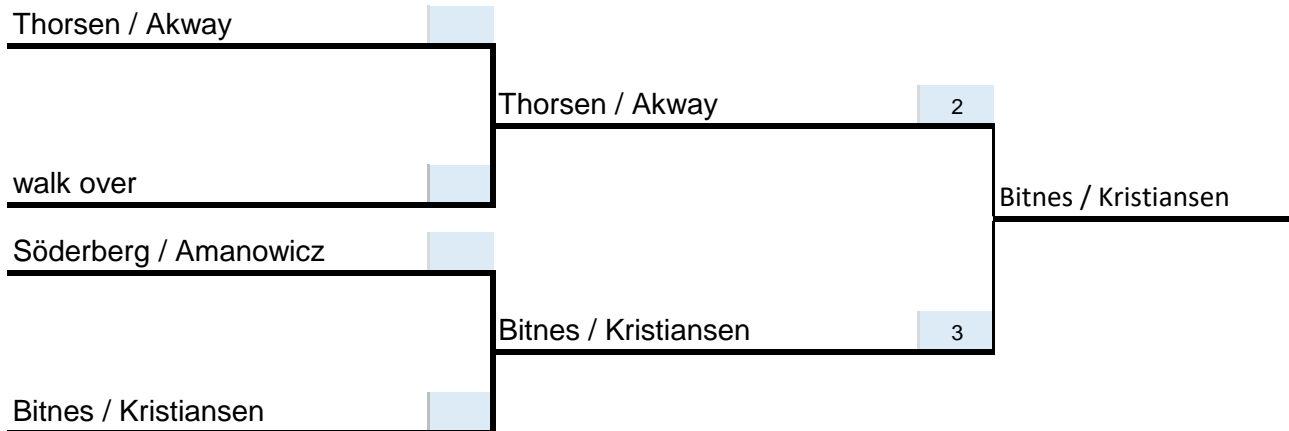 Thorsen / Akway
Thorsen / Akway 2
walk over
Bitnes / Kristiansen
Söderberg / Amanowicz
Bitnes / Kristiansen 3
Bitnes / Kristiansen